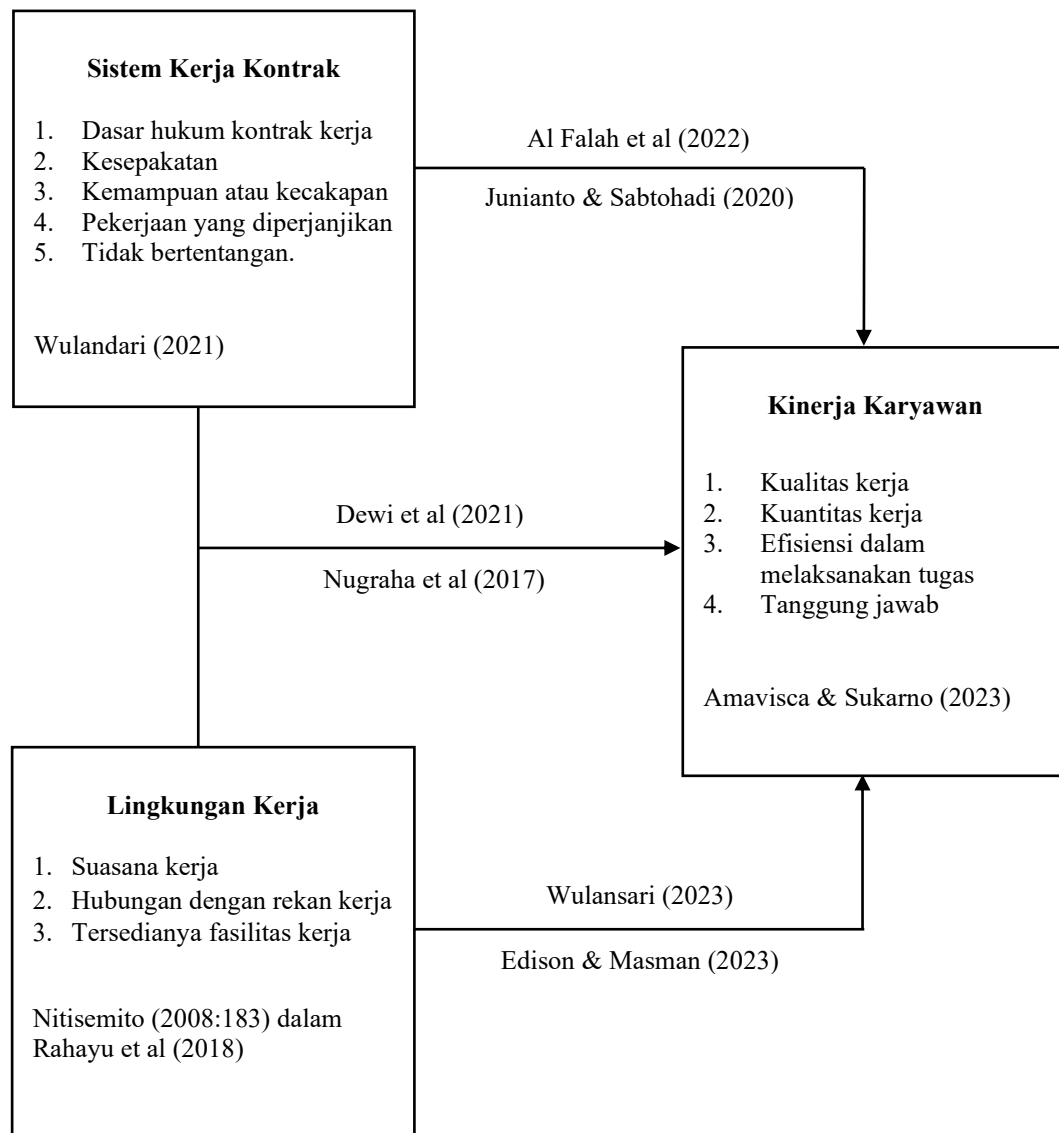 Sistem Kerja Kontrak
1. Dasar hukum kontrak kerja
2. Kesepakatan
3. Kemampuan atau kecakapan
4. Pekerjaan yang diperjanjikan
5. Tidak bertentangan.
Wulandari (2021)
Al Falah et al (2022)
Junianto & Sabtohadi (2020)
Kinerja Karyawan
1. Kualitas kerja
2. Kuantitas kerja
3. Efisiensi dalam
melaksanakan tugas
4. Tanggung jawab
Amavisca & Sukarno (2023)
Dewi et al (2021)
Nugraha et al (2017)
Lingkungan Kerja
1. Suasana kerja
2. Hubungan dengan rekan kerja
3. Tersedianya fasilitas kerja
Nitisemito (2008:183) dalam
Rahayu et al (2018)
Wulansari (2023)
Edison & Masman (2023)